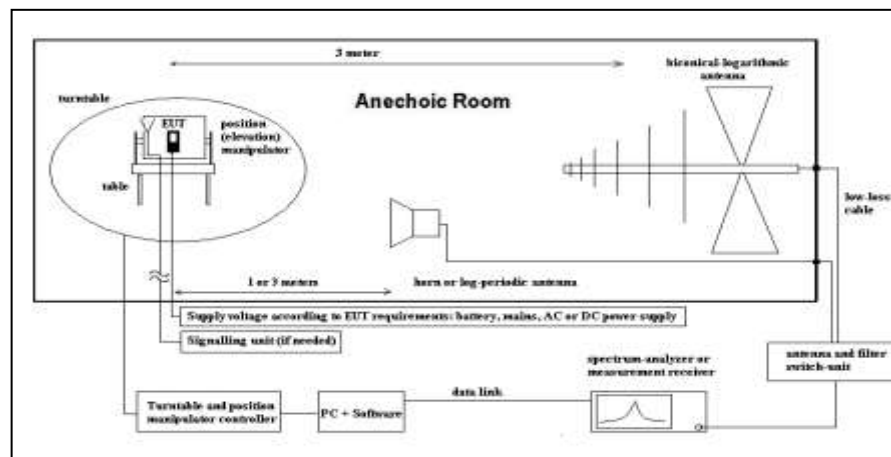 3 meter
biconical-logarithmic
antenna
turntable
Anechoic Room
EUT
position
(elevation)
manipulator
table
low-loss
cable
1 or 3 meters
horn or log-periodic antenna
Supply voltage according to EUT requirements: battery, mains, AC or DC power supply
Signalling unit (if needed)
spectrum-analyzer or
measurement receiver
antenna and filter
switch-unit
data link
Turntable and position
manipulator controller
PC + Software